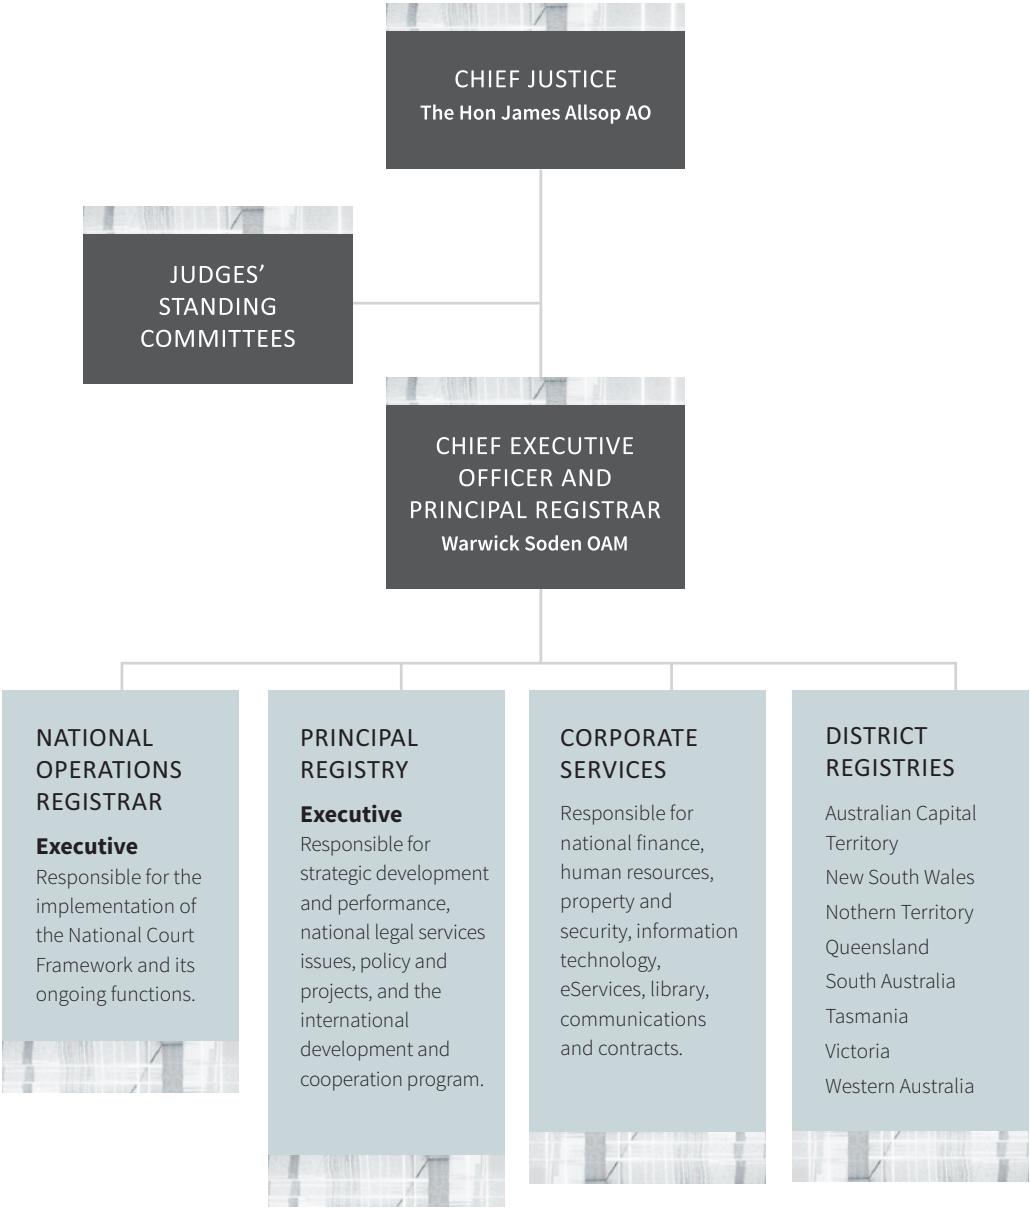 CHIEF JUSTICE
The Hon James Allsop AO
JUDGES’
STANDING
COMMITTEES
CHIEF EXECUTIVE
OFFICER AND
PRINCIPAL REGISTRAR
Warwick Soden OAM
NATIONAL
OPERATIONS
REGISTRAR
Executive
Responsible for the
implementation of
the National Court
Framework and its
ongoing functions.
PRINCIPAL
REGISTRY
Executive
Responsible for
strategic development
and performance,
national legal services
issues, policy and
projects, and the
international
development and
cooperation program.
CORPORATE
SERVICES
Responsible for
national finance,
human resources,
property and
security, information
technology,
eServices, library,
communications
and contracts.
DISTRICT
REGISTRIES
Australian Capital
Territory
New South Wales
Nothern Territory
Queensland
South Australia
Tasmania
Victoria
Western Australia